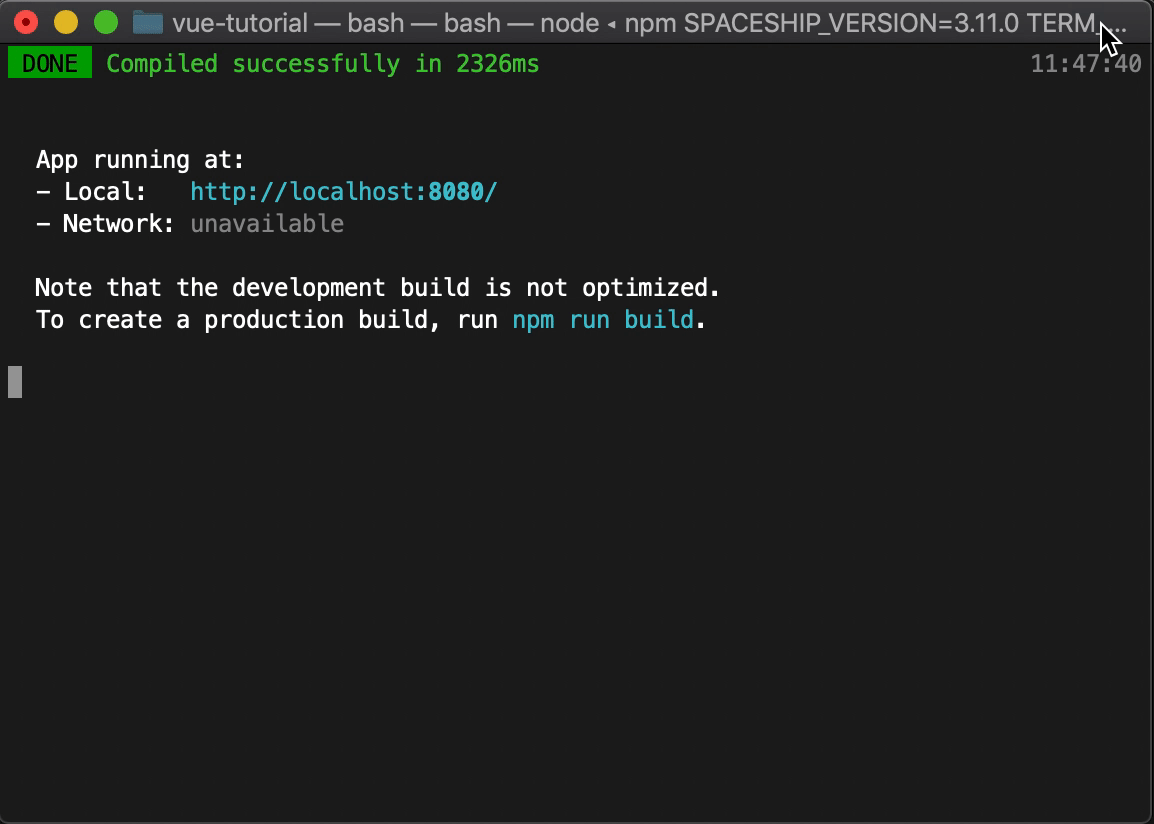 vue-tutorial — bash — bash — node ◂ npm SPACESHIP_VERSION=3.11.0 TERM_...
DONE Compiled successfully in 2326ms 11:47:40
App running at:
- Local: http://localhost:8080/
- Network: unavailable
Note that the development build is not optimized.
To create a production build, run npm run build.